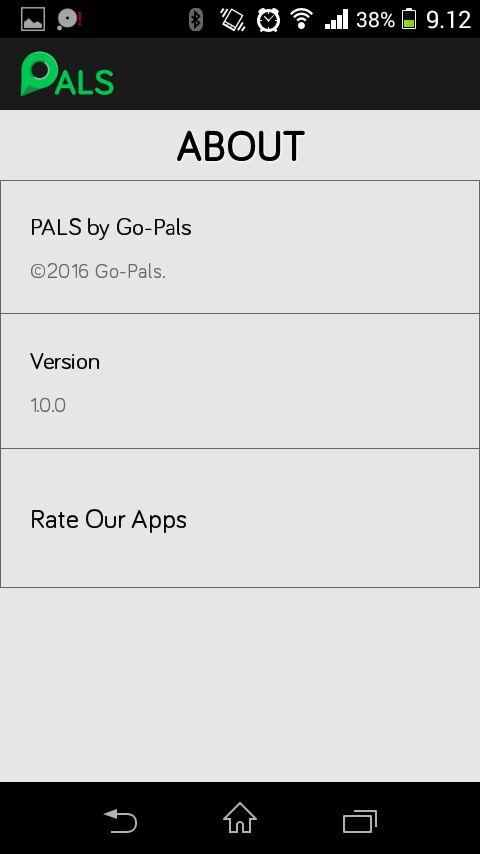 38% 9.12
PALS
ABOUT
PALS by Go-Pals
©2016 Go-Pals.
Version
1.0.0
Rate Our Apps